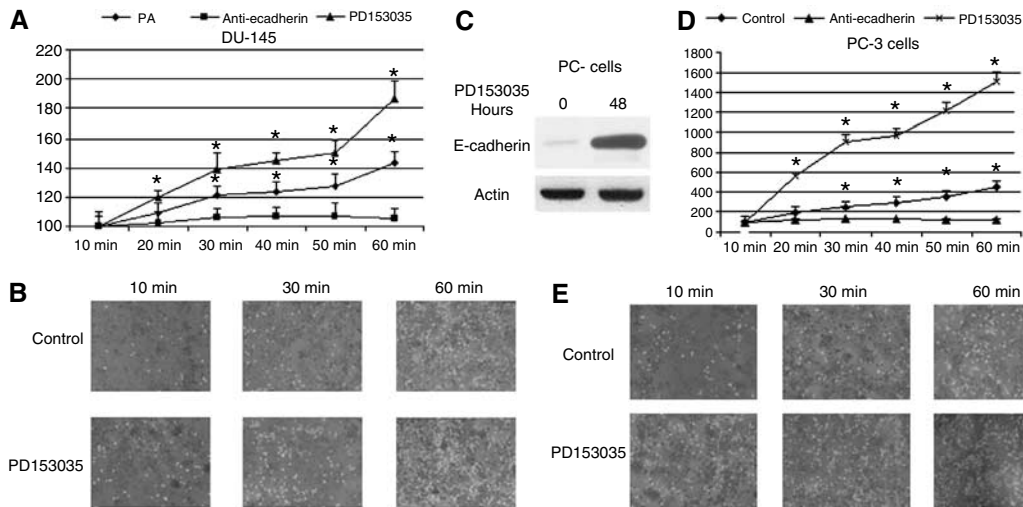 A
PA Anti-ecadherin PD153035
DU-145
220
200
180
160
140
120
100
* * * * * * * * *
10 min 20 min 30 min 40 min 50 min 60 min
C
PC- cells
PD153035
Hours 0 48
E-cadherin
Actin
D
Control Anti-ecadherin PD153035
PC-3 cells
1800
1600
1400
1200
1000
800
600
400
200
0
* * * * * * * * *
10 min 20 min 30 min 40 min 50 min 60 min
B
10 min 30 min 60 min
Control
PD153035
E
10 min 30 min 60 min
Control
PD153035